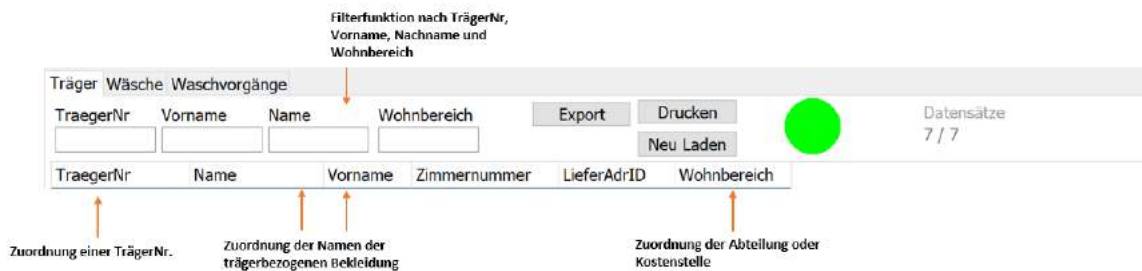 Filterfunktion nach TrägerNr,
Vorname, Nachname und
Wohnbereich
Träger Wäsche Waschvorgänge
TraegerNr Vorname Name Wohnbereich Export Drucken Datensätze
7 / 7
Neu Laden
TraegerNr Name Vorname Zimmernummer LieferAdrID Wohnbereich
Zuordnung einer TrägerNr.
Zuordnung der Namen der
trägerbezogenen Bekleidung
Zuordnung der Abteilung oder
Kostenstelle